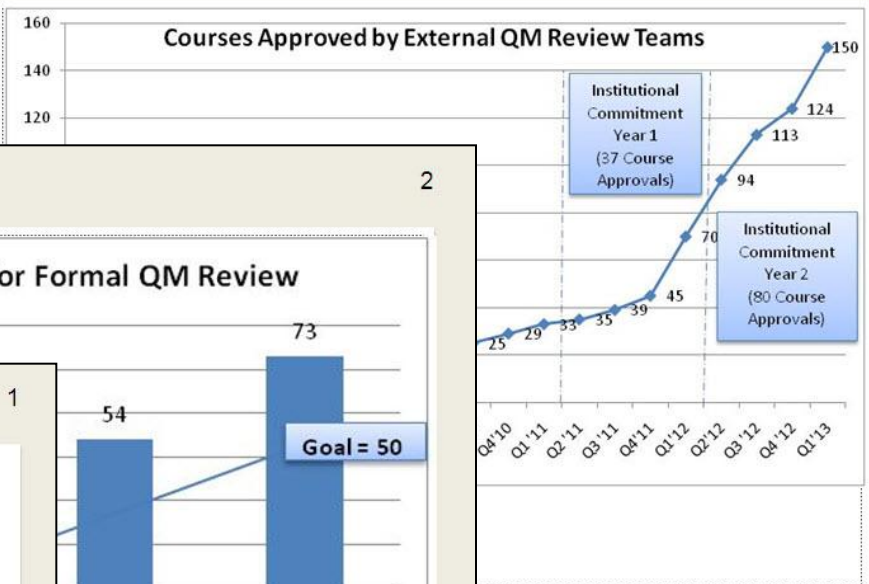 160
Courses Approved by External QM Review Teams
150
140
Institutional
Commitment
Year 1
(37 Course
Approvals)
124
120
113
94
70
Institutional
Commitment
Year 2
(80 Course
Approvals)
45
39
35
33
29
25
Q4'10
Q1'11
Q2'11
Q3'11
Q4'11
Q1'12
Q2'12
Q3'12
Q4'12
Q1'13
2
or Formal QM Review
73
54
Goal = 50
1